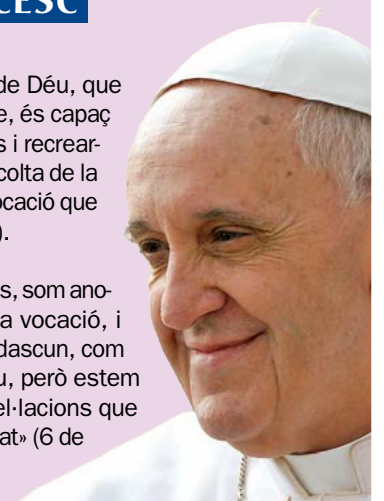 CESC
de Déu, que
e, és capaç
s i recrear-
colta de la
ocació que
).
s, som ano-
a vocació, i
dascun, com
u, però estem
el·lacions que
at» (6 de